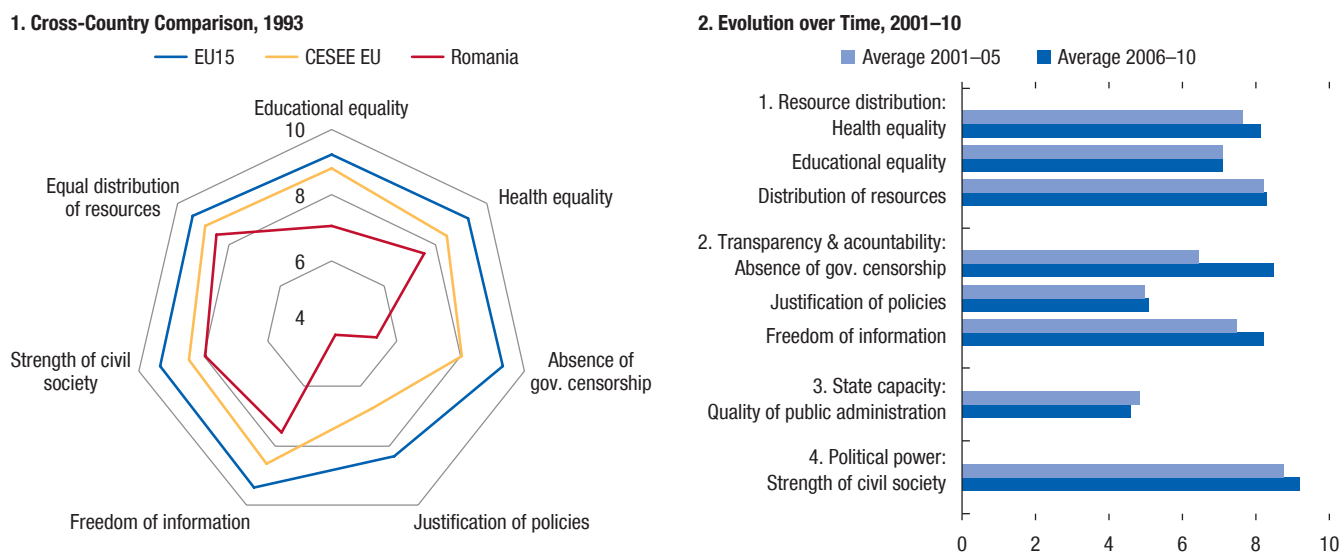 1. Cross-Country Comparison, 1993
EU15 CESEE EU Romania
Educational equality
10
Equal distribution
of resources
Health equality
8
6
4
Strength of civil
society
Absence of
gov. censorship
Freedom of information
Justification of policies
2. Evolution over Time, 2001–10
Average 2001–05 Average 2006–10
1. Resource distribution:
Health equality
Educational equality
Distribution of resources
2. Transparency & acountability:
Absence of gov. censorship
Justification of policies
Freedom of information
3. State capacity:
Quality of public administration
4. Political power:
Strength of civil society
0 2 4 6 8 10